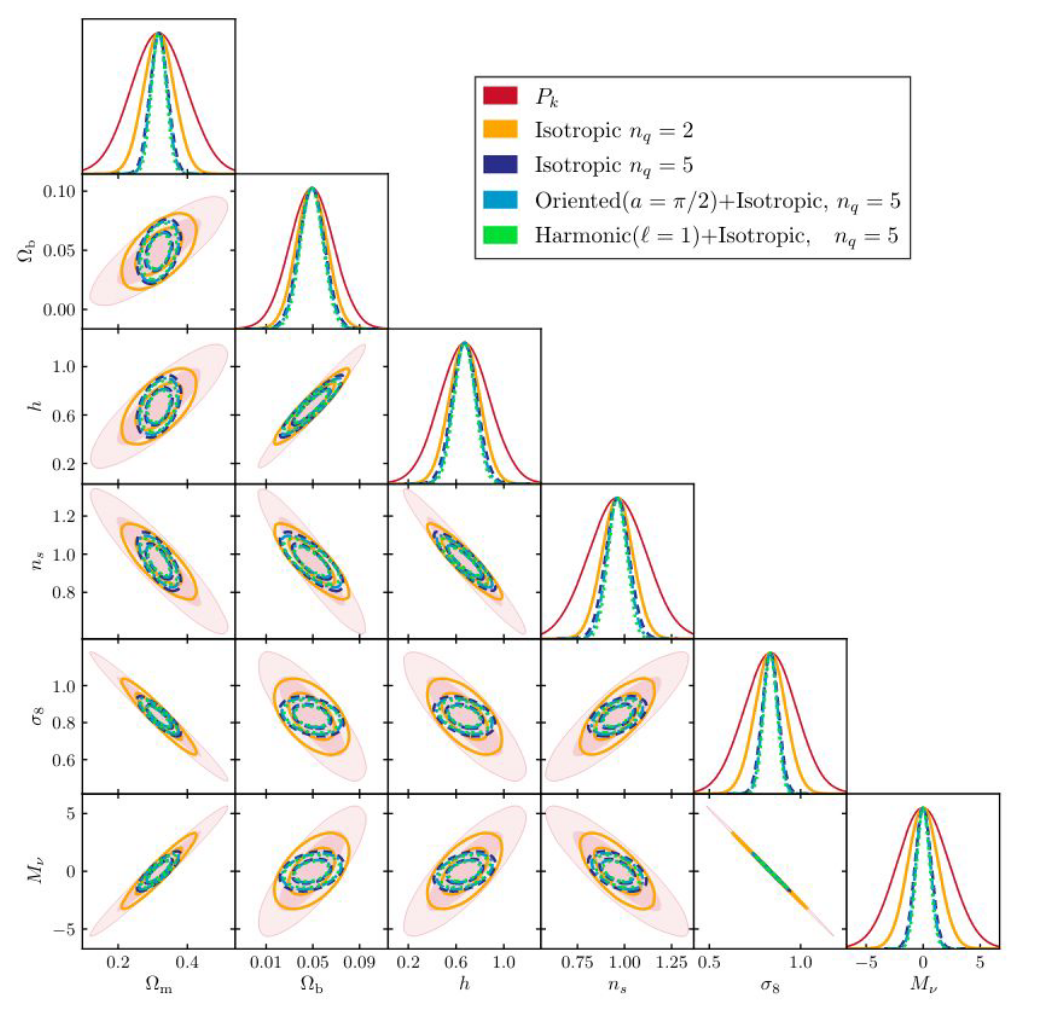 P_k
Isotropic n_q = 2
Isotropic n_q = 5
Oriented(a = π/2)+Isotropic, n_q = 5
Harmonic(ℓ = 1)+Isotropic, n_q = 5
0.10
0.05
0.00
Ω_b
1.0
0.6
0.2
h
1.2
1.0
0.8
n_s
1.0
0.8
0.6
σ_8
5
0
−5
M_ν
0.2 0.4 0.01 0.05 0.09 0.2 0.6 1.0 0.75 1.00 1.25 0.5 1.0 −5 0 5
Ω_m Ω_b h n_s σ_8 M_ν